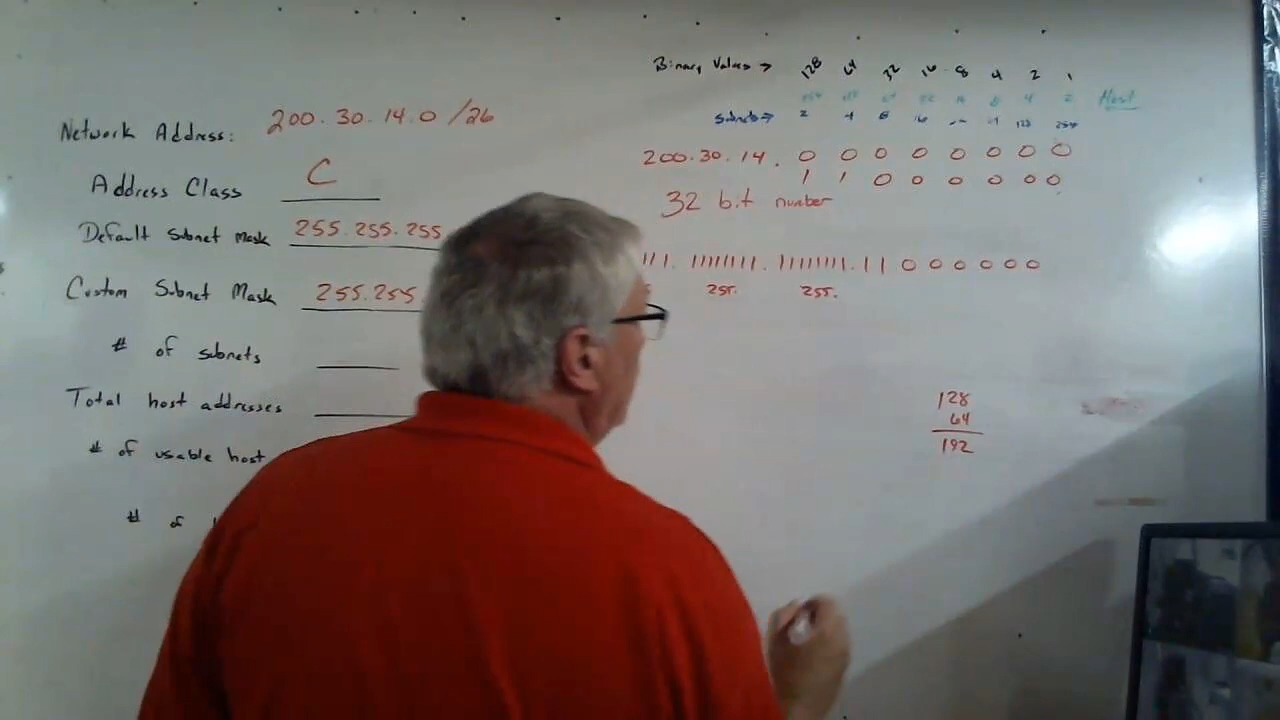 Binary Values → 128 64 32 16 8 4 2 1
Host
Subnets→ 2 4 8 16
Network Address: 200.30.14.0 /26
200.30.14. 0 0 0 0 0 0 0 0
1 1 0 0 0 0 0 0
Address Class C
32 bit number
Default Subnet Mask 255.255.255
111. 11111111. 11111111. 1 1 0 0 0 0 0 0
255. 255.
Custom Subnet Mask 255.255.
# of subnets
Total host addresses
# of usable host
# of
128
64
192